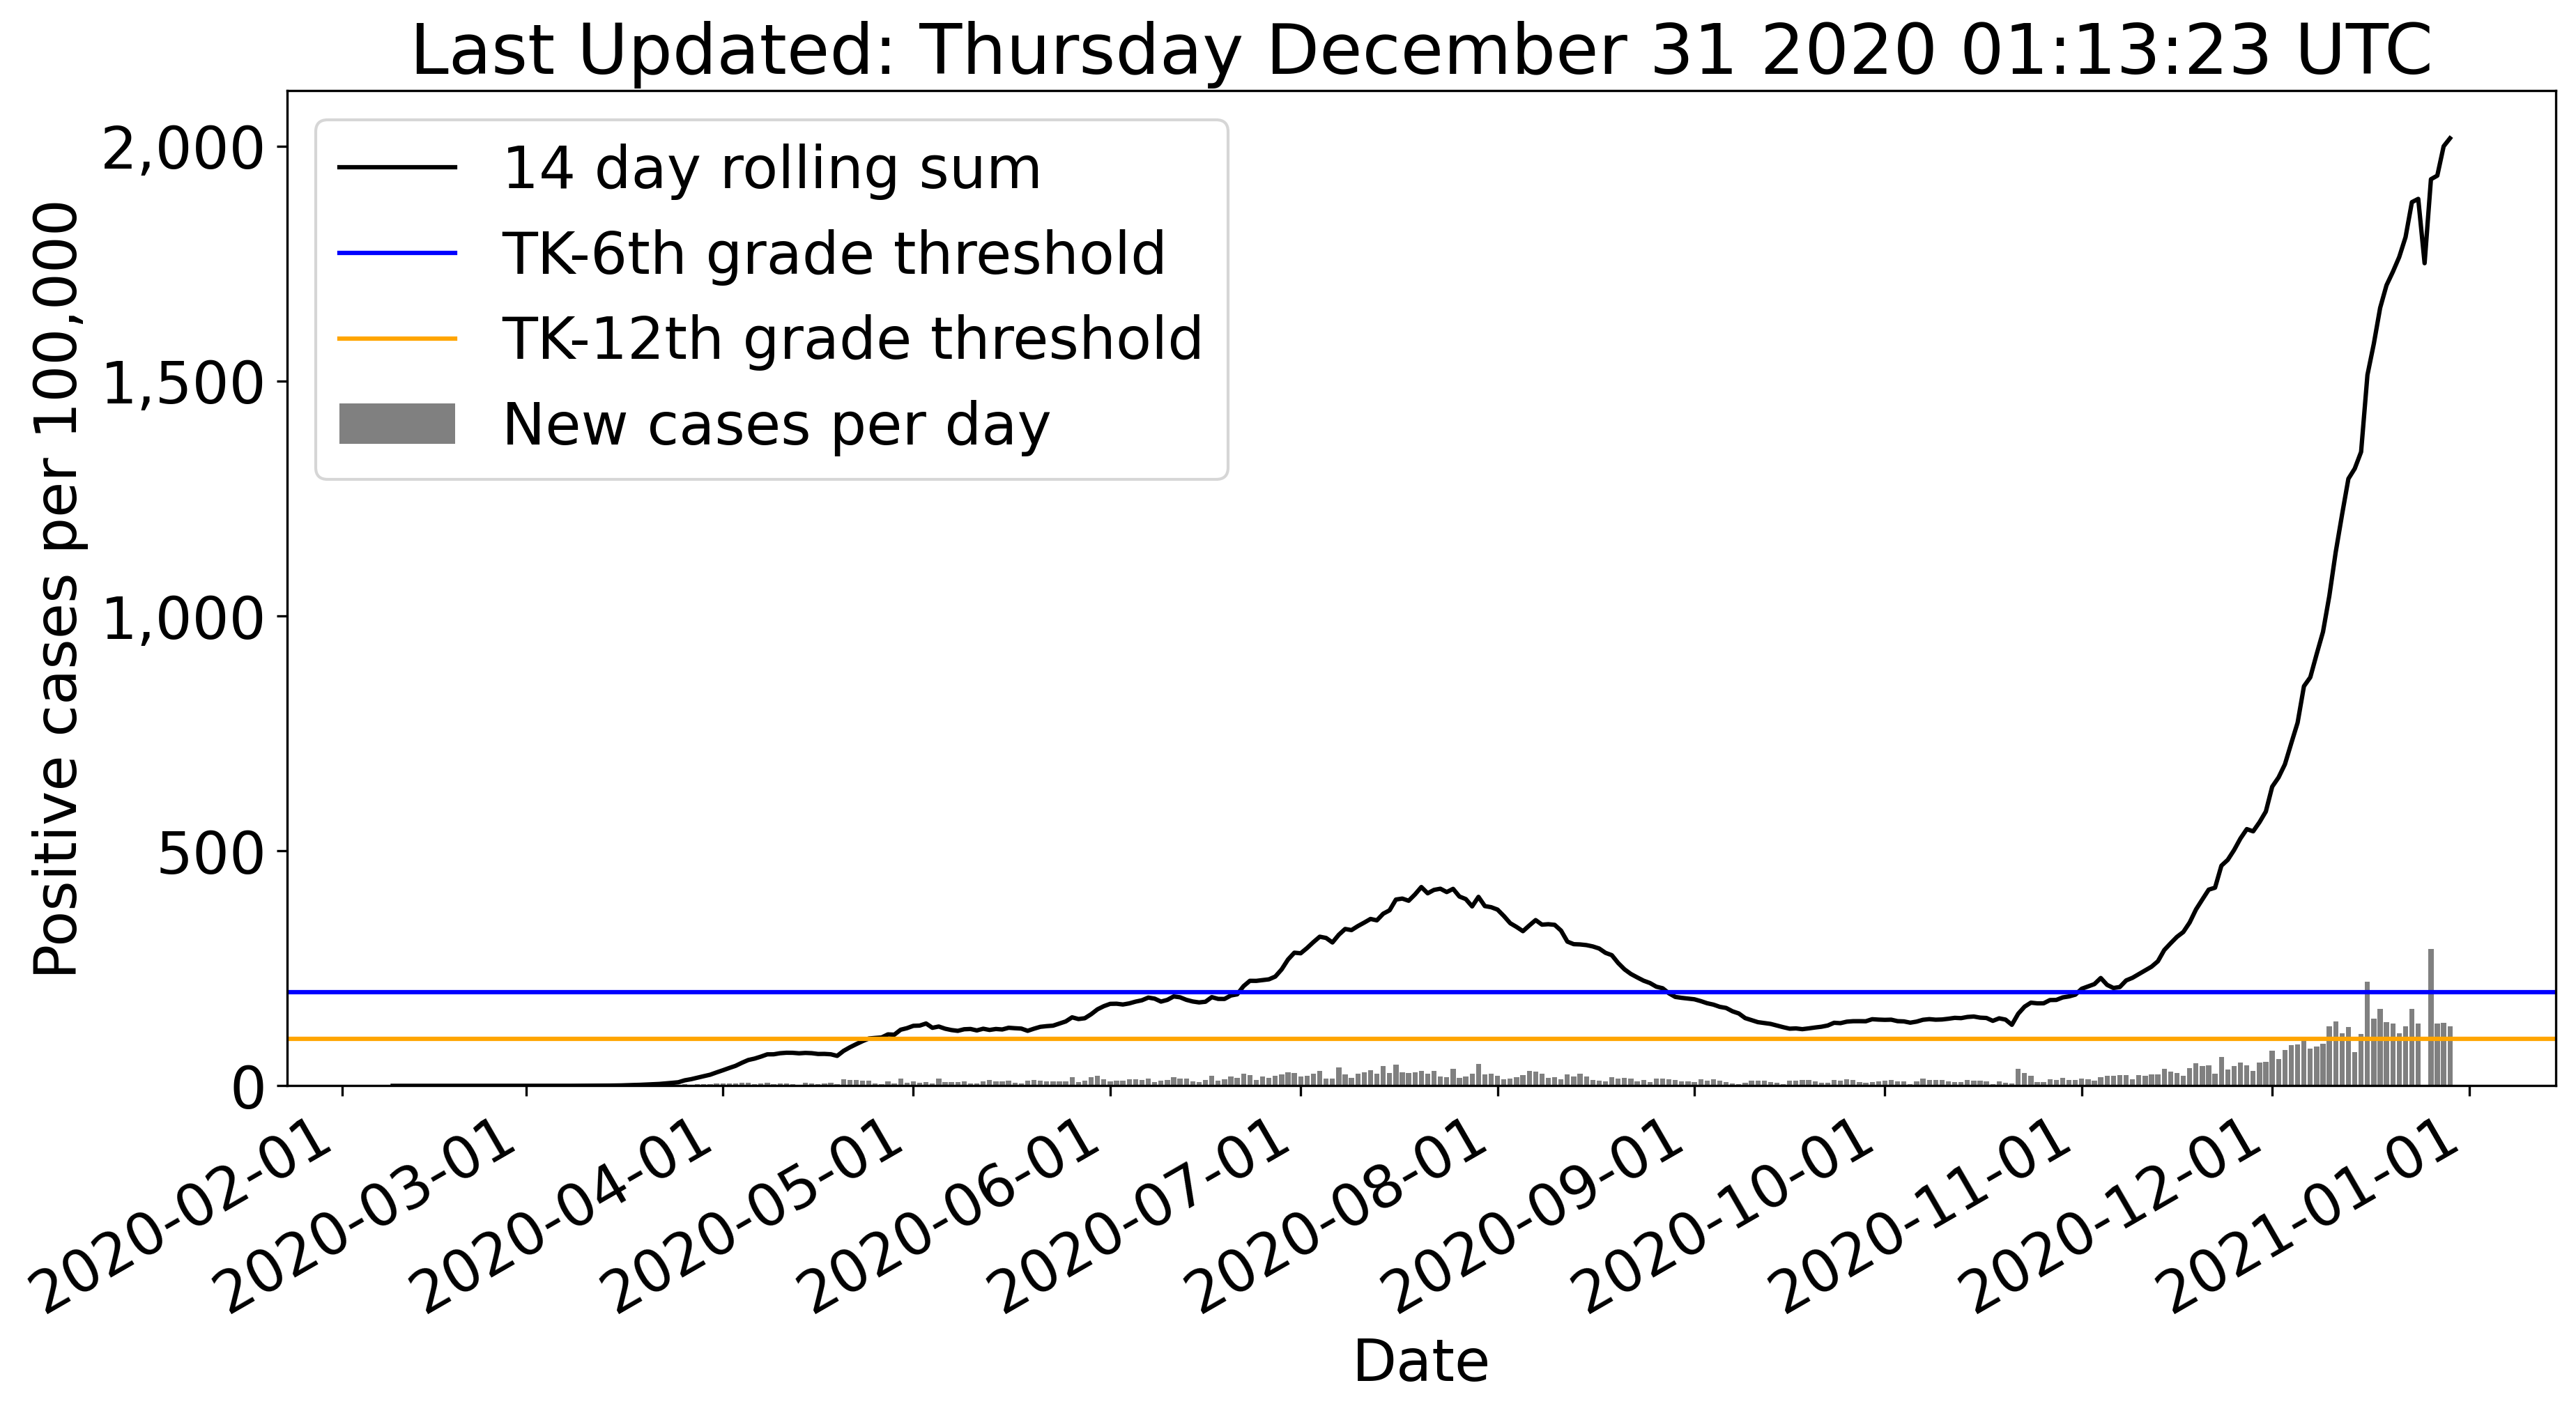 Last Updated: Thursday December 31 2020 01:13:23 UTC
14 day rolling sum
TK-6th grade threshold
TK-12th grade threshold
New cases per day
Positive cases per 100,000
2,000
1,500
1,000
500
0
2020-02-01
2020-03-01
2020-04-01
2020-05-01
2020-06-01
2020-07-01
2020-08-01
2020-09-01
2020-10-01
2020-11-01
2020-12-01
2021-01-01
Date